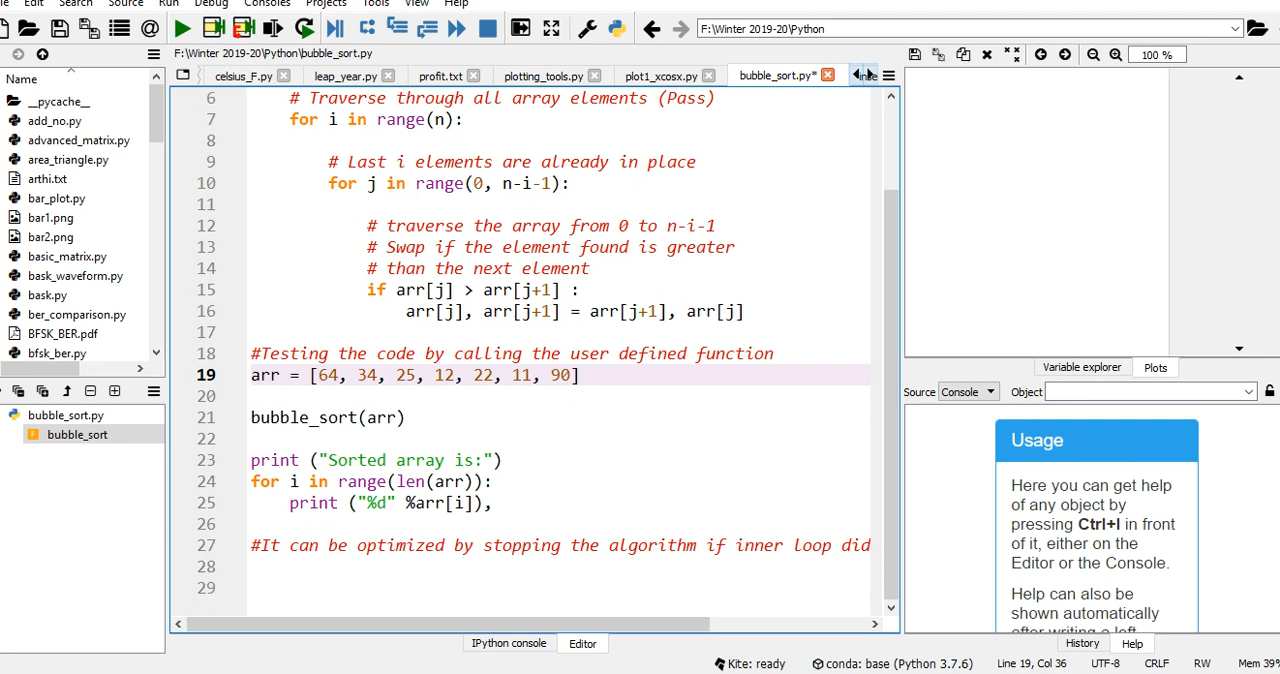 Edit Search Source Run Debug Consoles Projects Tools View Help
F:\Winter 2019-20\Python
F:\Winter 2019-20\Python\bubble_sort.py
100 %
Name
celsius_F.py leap_year.py profit.txt plotting_tools.py plot1_xcosx.py bubble_sort.py*
__pycache__
add_no.py
advanced_matrix.py
area_triangle.py
arthi.txt
bar_plot.py
bar1.png
bar2.png
basic_matrix.py
bask_waveform.py
bask.py
ber_comparison.py
BFSK_BER.pdf
bfsk_ber.py
bubble_sort.py
bubble_sort
6 # Traverse through all array elements (Pass)
7 for i in range(n):
8
9 # Last i elements are already in place
10 for j in range(0, n-i-1):
11
12 # traverse the array from 0 to n-i-1
13 # Swap if the element found is greater
14 # than the next element
15 if arr[j] > arr[j+1] :
16 arr[j], arr[j+1] = arr[j+1], arr[j]
17
18 #Testing the code by calling the user defined function
19 arr = [64, 34, 25, 12, 22, 11, 90]
20
21 bubble_sort(arr)
22
23 print ("Sorted array is:")
24 for i in range(len(arr)):
25 print ("%d" %arr[i]),
26
27 #It can be optimized by stopping the algorithm if inner loop did
28
29
IPython console Editor
Variable explorer Plots
Source Console Object
Usage
Here you can get help
of any object by
pressing Ctrl+I in front
of it, either on the
Editor or the Console.
Help can also be
shown automatically
after writing a left
History Help
Kite: ready conda: base (Python 3.7.6) Line 19, Col 36 UTF-8 CRLF RW Mem 39%